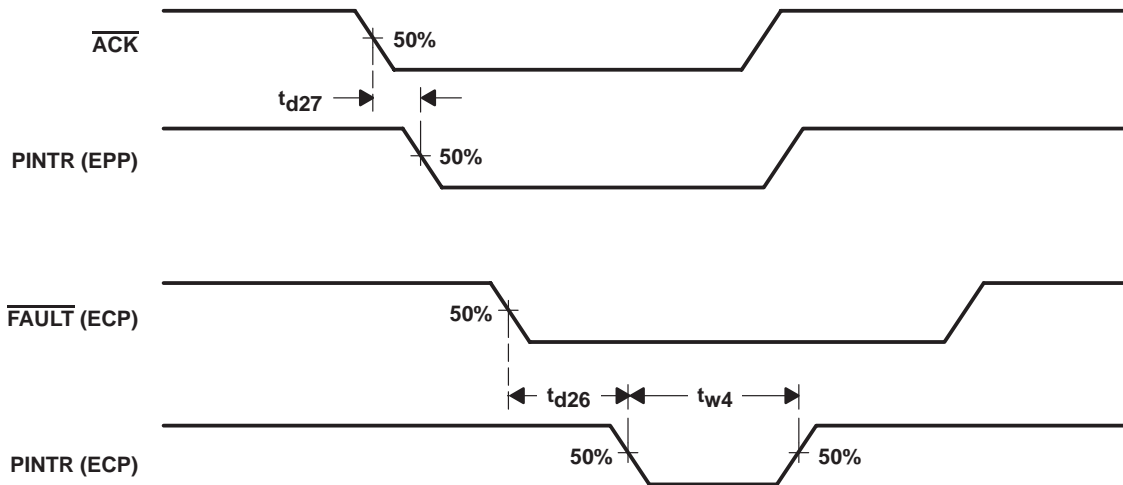 ACK
50%
td27
PINTR (EPP)
50%
FAULT (ECP)
50%
td26
tw4
PINTR (ECP)
50%
50%